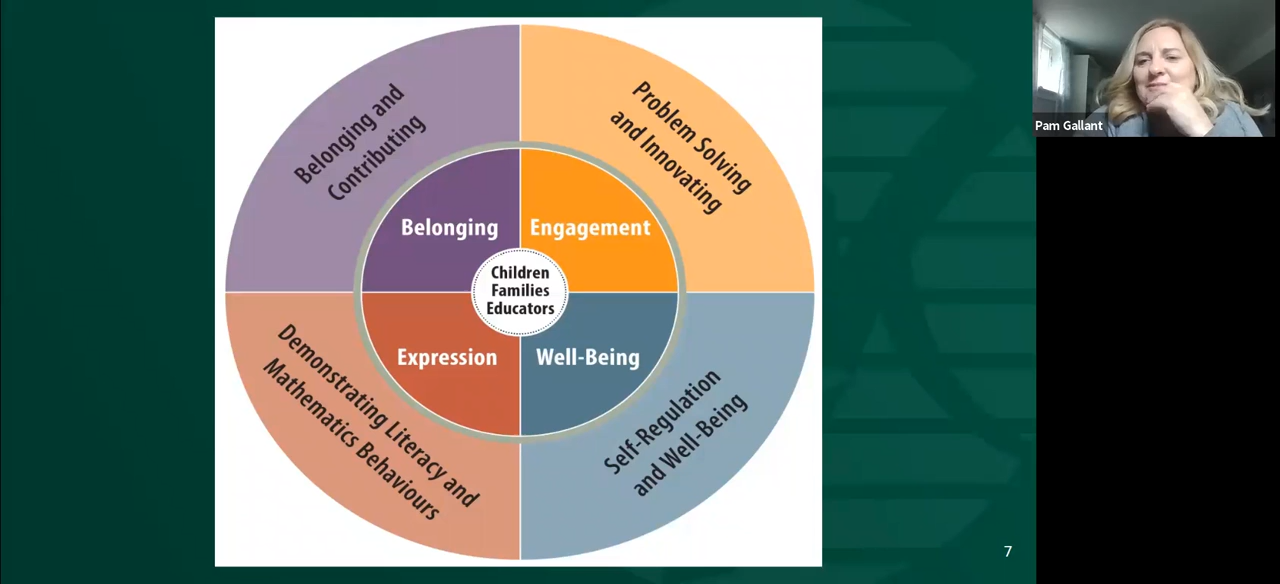 Belonging and
Contributing
Problem Solving
and Innovating
Belonging
Engagement
Children
Families
Educators
Expression
Well-Being
Demonstrating Literacy and
Mathematics Behaviours
Self-Regulation
and Well-Being
7
Pam Gallant